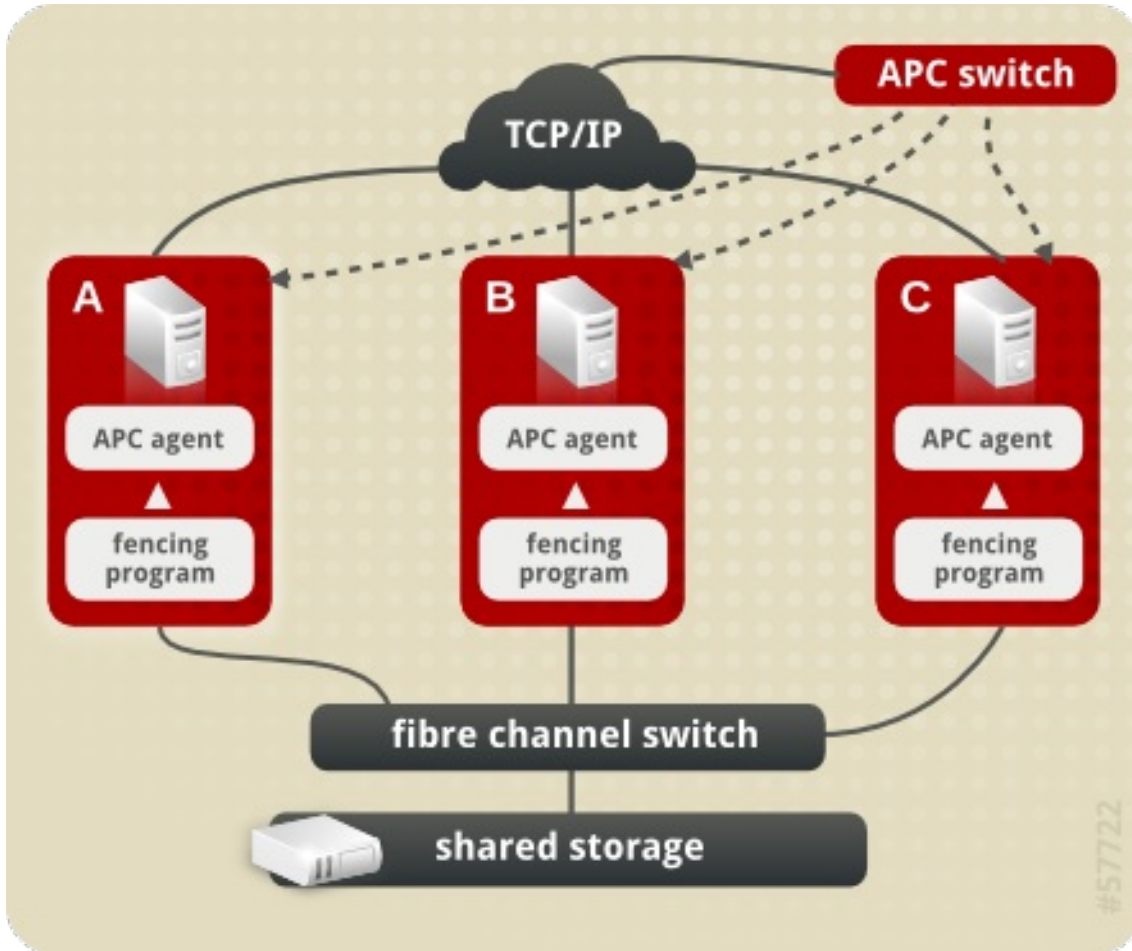 APC switch
TCP/IP
A
B
C
APC agent
APC agent
APC agent
fencing
program
fencing
program
fencing
program
fibre channel switch
shared storage
#57722